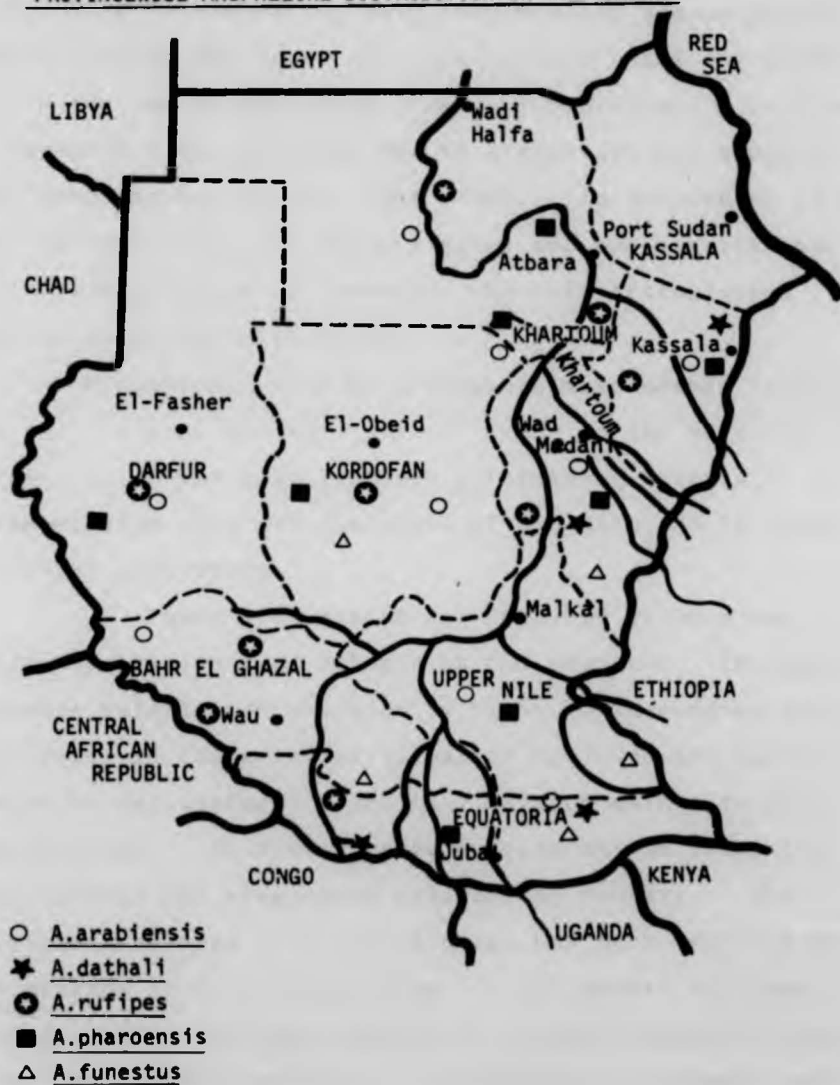 EGYPT
RED
SEA
LIBYA
Wadi
Halfa
Port Sudan
KASSALA
Atbara
CHAD
KHARTOUM
Kassala
Khartoum
El-Fasher
El-Obeid
Wad
Medani
DARFUR
KORDOFAN
Malkal
BAHR EL GHAZAL
UPPER NILE
ETHIOPIA
Wau
CENTRAL
AFRICAN
REPUBLIC
EQUATORIA
Juba
CONGO
KENYA
UGANDA
A.arabiensis
A.dathali
A.rufipes
A.pharoensis
A.funestus